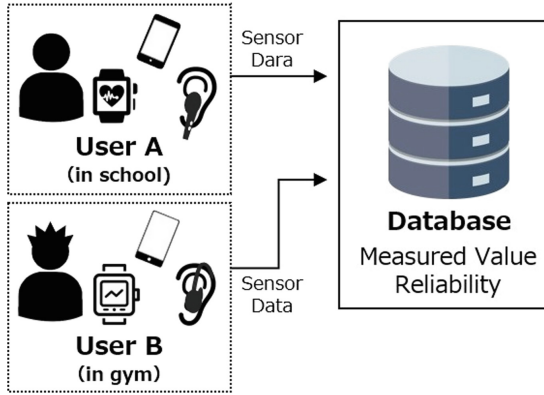 Sensor
Dara
User A
(in school)
Database
Measured Value
Reliability
Sensor
Data
User B
(in gym)